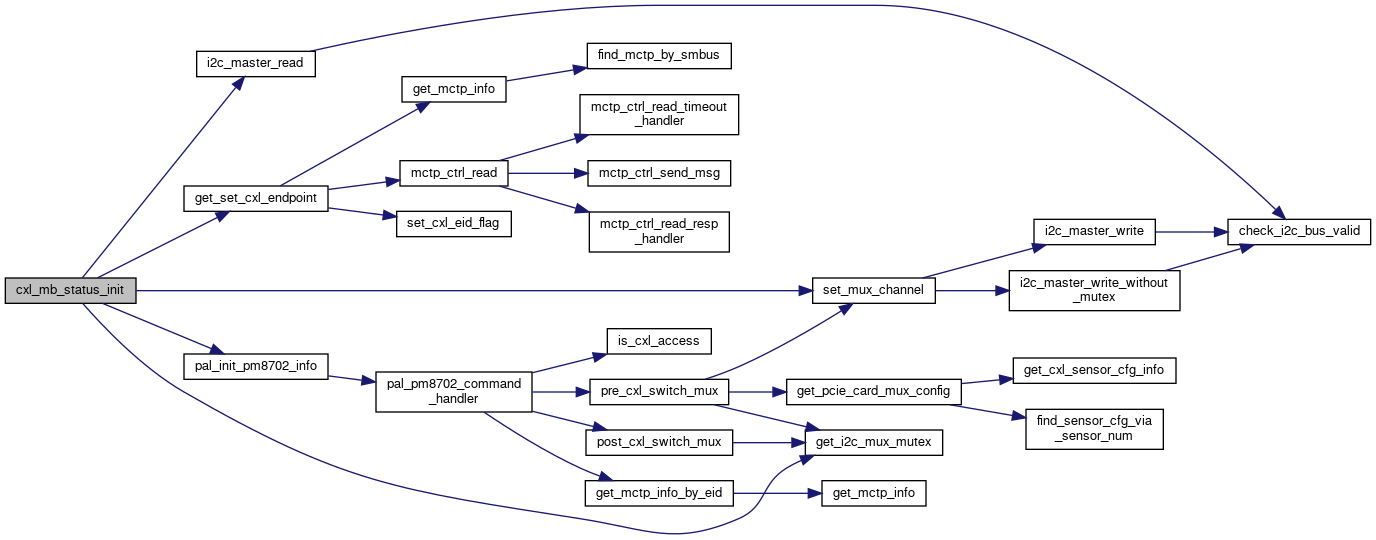 i2c_master_read
find_mctp_by_smbus
get_mctp_info
mctp_ctrl_read_timeout
_handler
mctp_ctrl_read
mctp_ctrl_send_msg
get_set_cxl_endpoint
set_cxl_eid_flag
mctp_ctrl_read_resp
_handler
i2c_master_write
check_i2c_bus_valid
cxl_mb_status_init
set_mux_channel
i2c_master_write_without
_mutex
is_cxl_access
pal_init_pm8702_info
pal_pm8702_command
_handler
pre_cxl_switch_mux
get_pcie_card_mux_config
get_cxl_sensor_cfg_info
find_sensor_cfg_via
_sensor_num
post_cxl_switch_mux
get_i2c_mux_mutex
get_mctp_info_by_eid
get_mctp_info